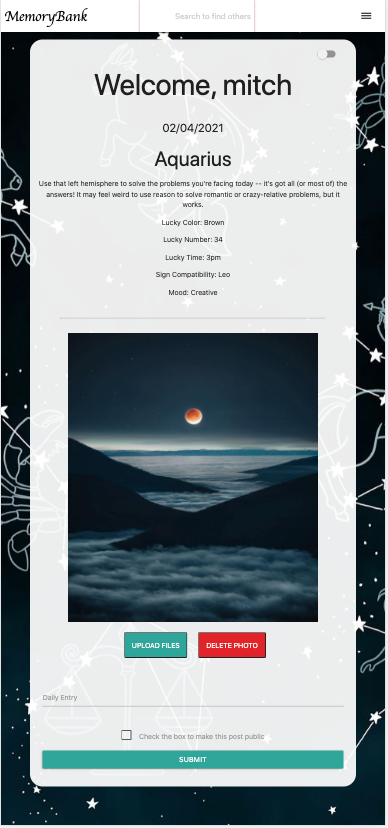 MemoryBank
Search to find others
Welcome, mitch
02/04/2021
Aquarius
Use that left hemisphere to solve the problems you're facing today -- it's got all (or most of) the
answers! It may feel weird to use reason to solve romantic or crazy-relative problems, but it
works.
Lucky Color: Brown
Lucky Number: 34
Lucky Time: 3pm
Sign Compatibility: Leo
Mood: Creative
UPLOAD FILES
DELETE PHOTO
Daily Entry
Check the box to make this post public
SUBMIT